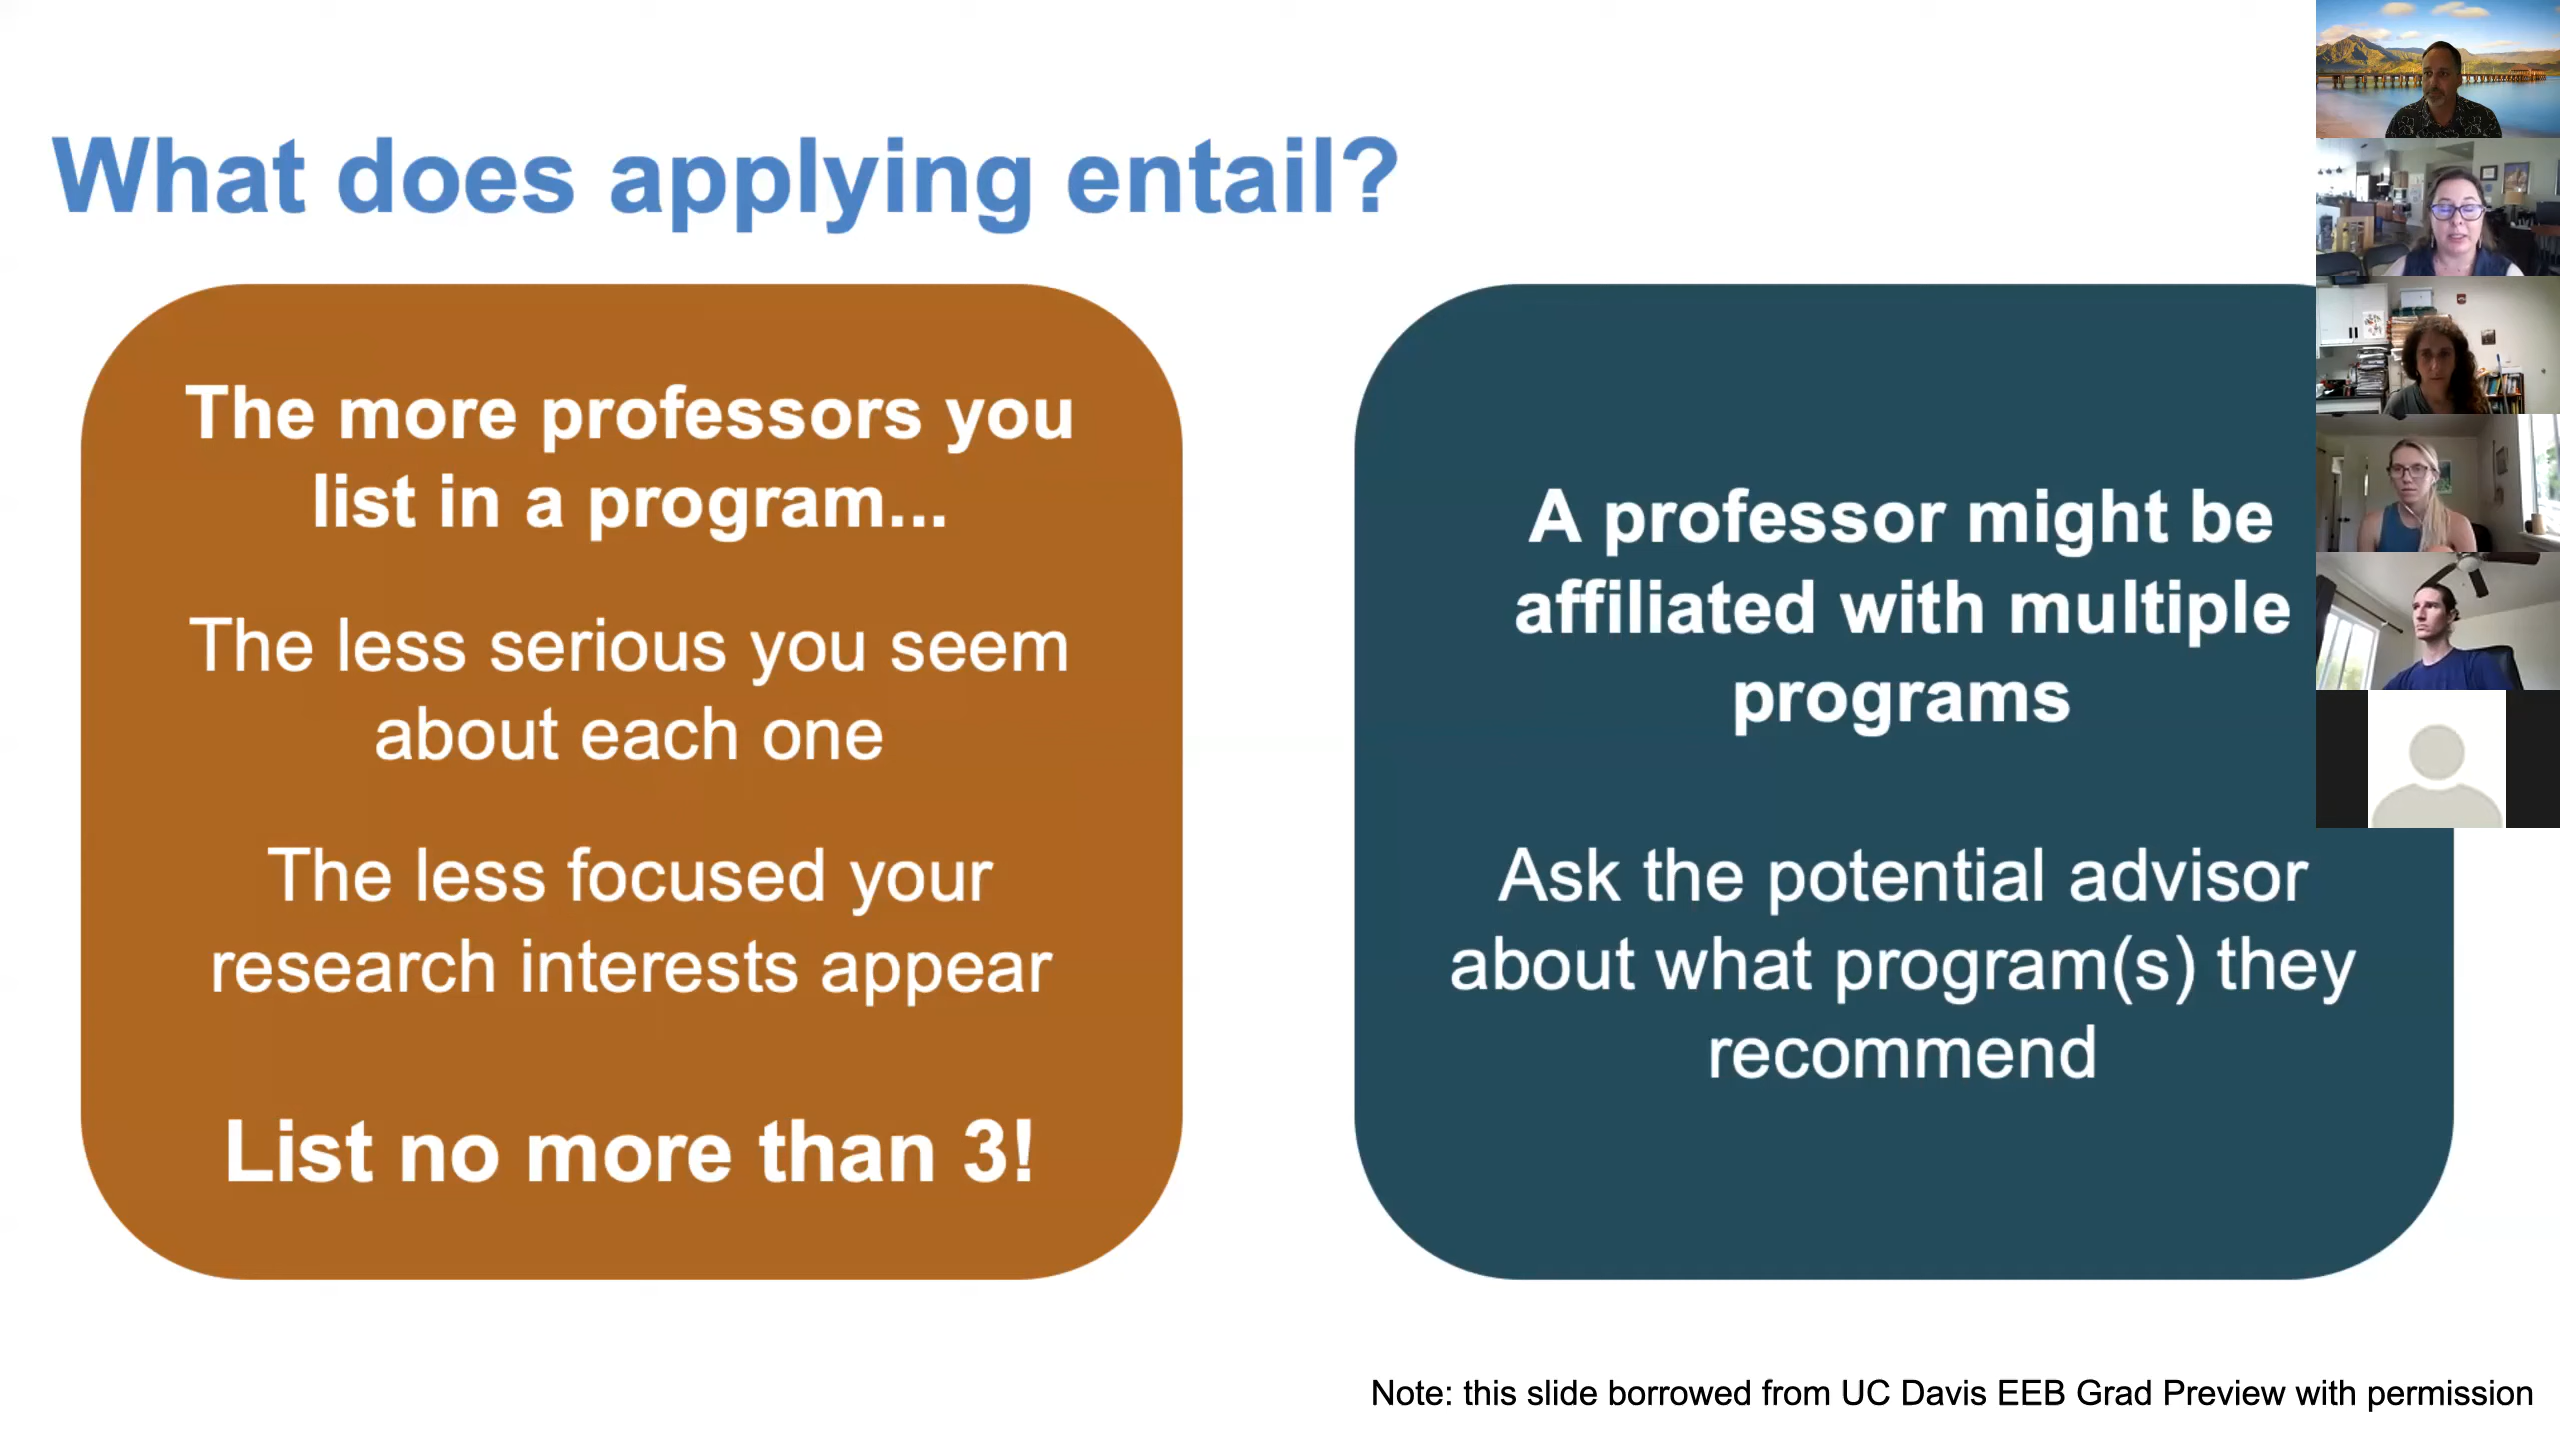 What does applying entail?
The more professors you
list in a program...
The less serious you seem
about each one
The less focused your
research interests appear
List no more than 3!
A professor might be
affiliated with multiple
programs
Ask the potential advisor
about what program(s) they
recommend
Note: this slide borrowed from UC Davis EEB Grad Preview with permission